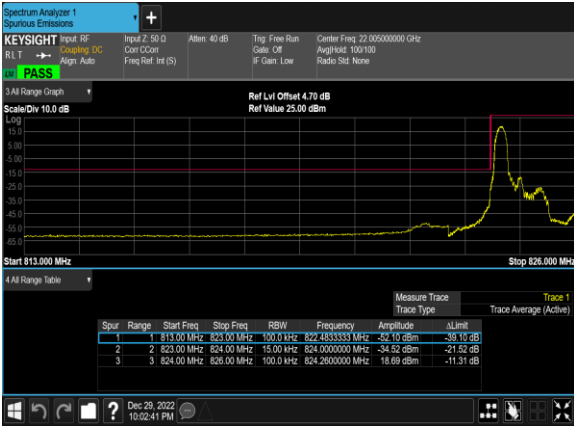 Spectrum Analyzer 1
Spurious Emissions
KEYSIGHT Input: RF Input Z: 50 Ω Atten: 40 dB Trig: Free Run Center Freq: 22.005000000 GHz
RLT Coupling: DC Corr CCorr Gate: Off Avg|Hold: 100/100
Align: Auto Freq Ref: Int (S) IF Gain: Low Radio Std: None
PASS
3 All Range Graph
Ref Lvl Offset 4.70 dB
Scale/Div 10.0 dB Ref Value 25.00 dBm
Log
15.0
5.00
-5.00
-15.0
-25.0
-35.0
-45.0
-55.0
-65.0
Start 813.000 MHz Stop 826.000 MHz
4 All Range Table
Measure Trace Trace 1
Trace Type Trace Average (Active)
Spur Range Start Freq Stop Freq RBW Frequency Amplitude ΔLimit
1 1 813.00 MHz 823.00 MHz 100.0 kHz 822.4833333 MHz -52.10 dBm -39.10 dB
2 2 823.00 MHz 824.00 MHz 15.00 kHz 824.0000000 MHz -34.52 dBm -21.52 dB
3 3 824.00 MHz 826.00 MHz 100.0 kHz 824.2600000 MHz 18.69 dBm -11.31 dB
? Dec 29, 2022
10:02:41 PM